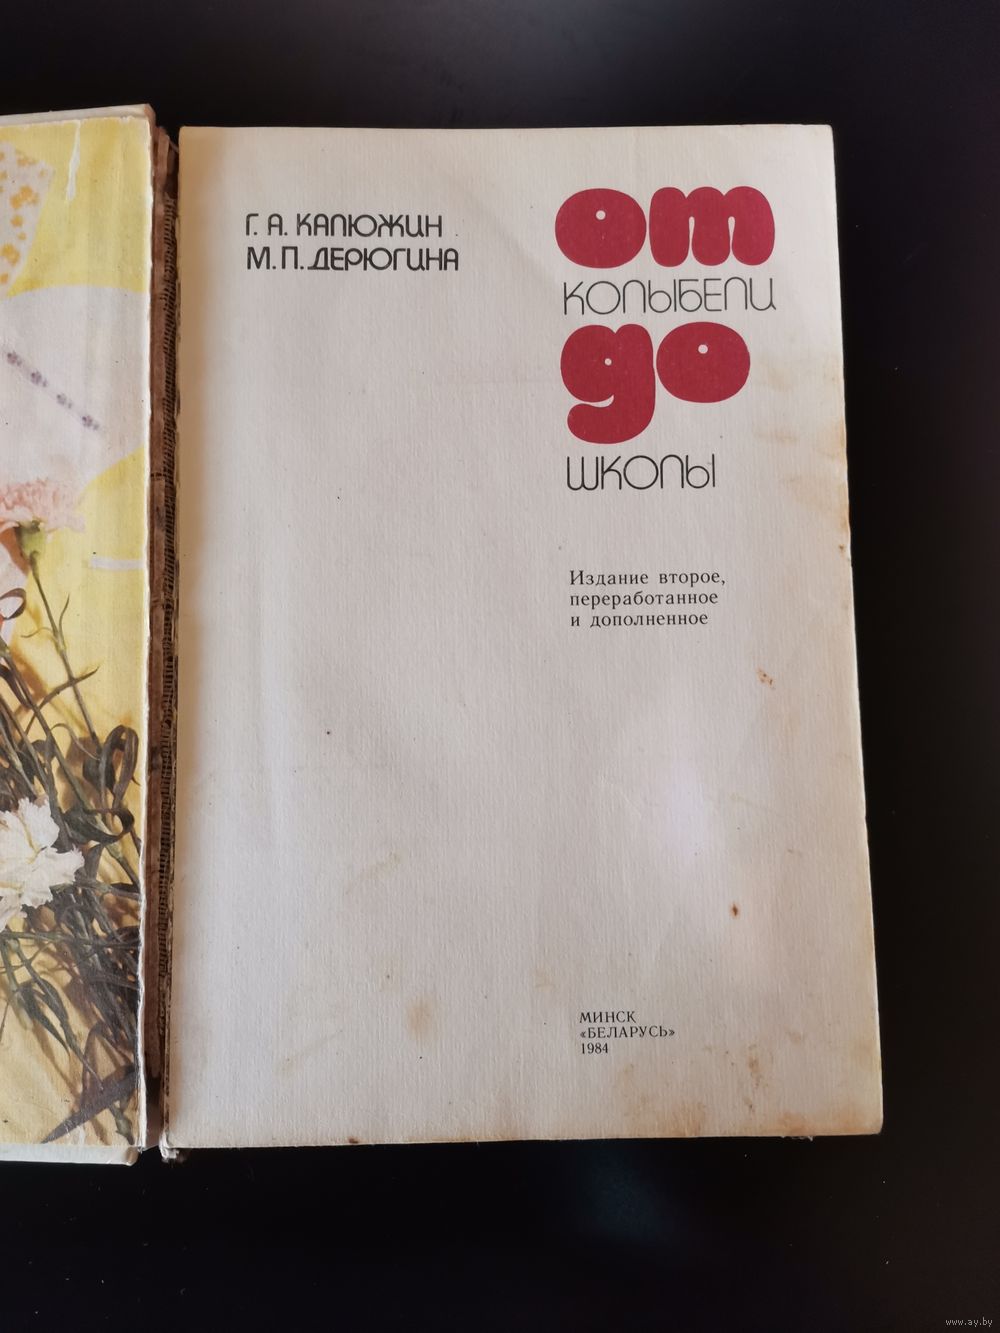 Г. А. КАЛЮЖИН
М. П. ДЕРЮГИНА
от
КОЛЫБЕЛИ
до
ШКОЛЫ
Издание второе,
переработанное
и дополненное
МИНСК
«БЕЛАРУСЬ»
1984
www.ay.by